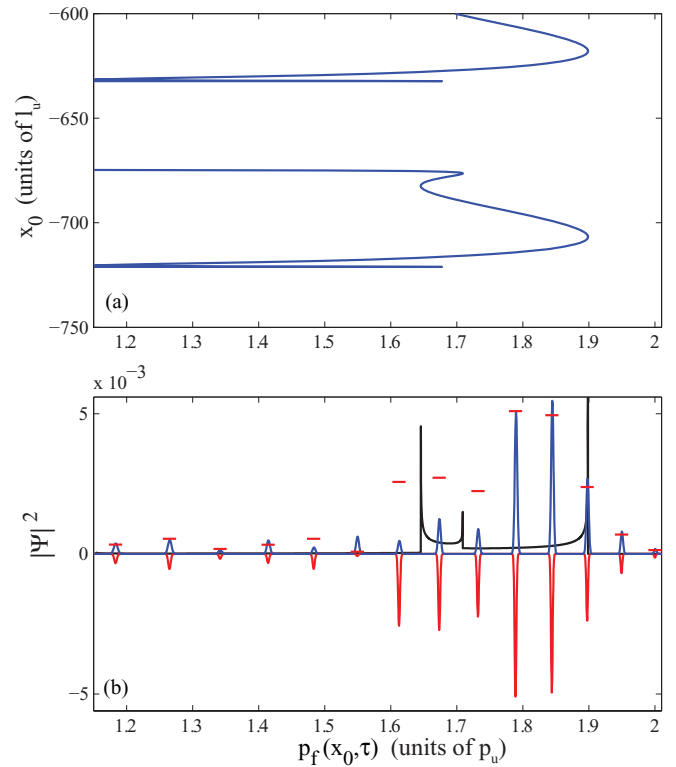 −600
−650
−700
−750
x₀ (units of lᵤ)
(a)
1.2 1.3 1.4 1.5 1.6 1.7 1.8 1.9 2
x 10⁻³
5
0
−5
|Ψ|²
(b)
1.2 1.3 1.4 1.5 1.6 1.7 1.8 1.9 2
p_f(x₀,τ) (units of pᵤ)